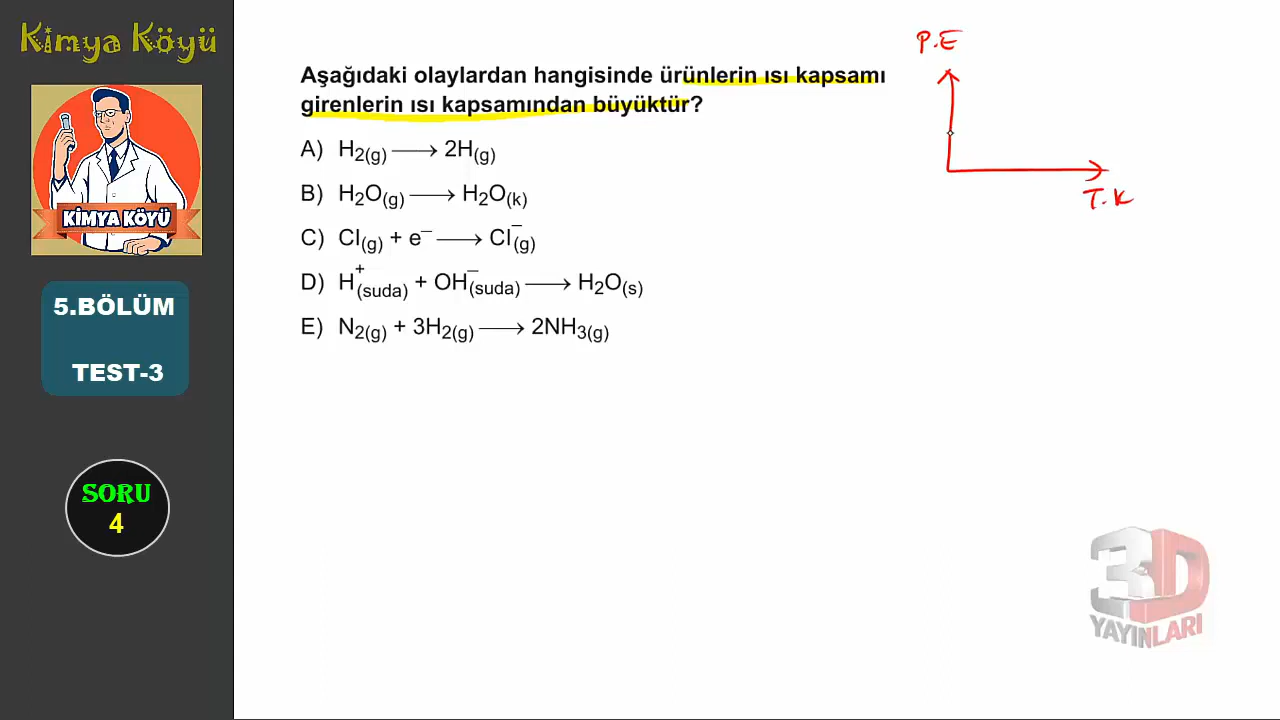 Kimya Köyü
KİMYA KÖYÜ
5.BÖLÜM
TEST-3
SORU
4
Aşağıdaki olaylardan hangisinde ürünlerin ısı kapsamı
girenlerin ısı kapsamından büyüktür?
A) H₂(g) ⟶ 2H(g)
B) H₂O(g) ⟶ H₂O(k)
C) Cl(g) + e⁻ ⟶ Cl⁻(g)
D) H⁺(suda) + OH⁻(suda) ⟶ H₂O(s)
E) N₂(g) + 3H₂(g) ⟶ 2NH₃(g)
P.E
T.K
3D
YAYINLARI